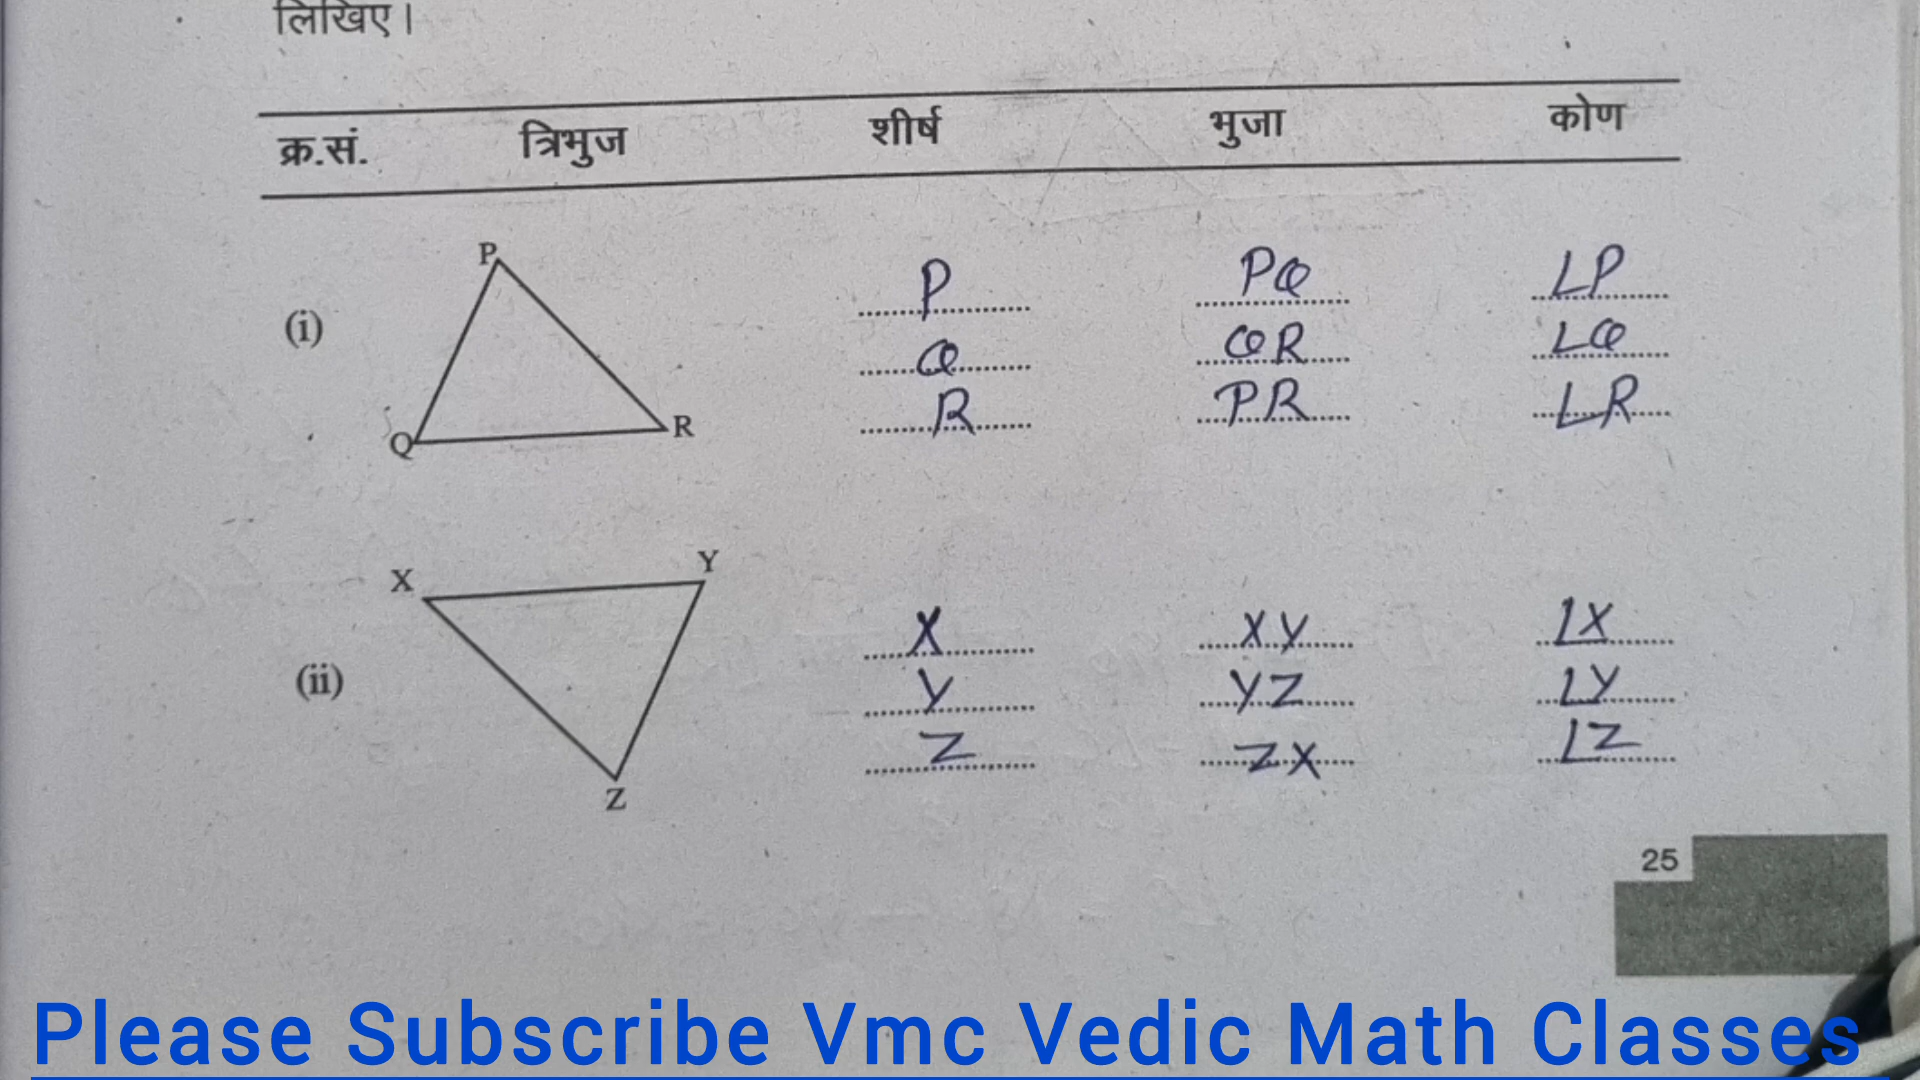 लिखिए।
क्र.सं. त्रिभुज शीर्ष भुजा कोण
P
(i)
Q
R
P PQ ∠P
Q QR ∠Q
R PR ∠R
X
Y
(ii)
Z
X XY ∠X
Y YZ ∠Y
Z ZX ∠Z
25
Please Subscribe Vmc Vedic Math Classes